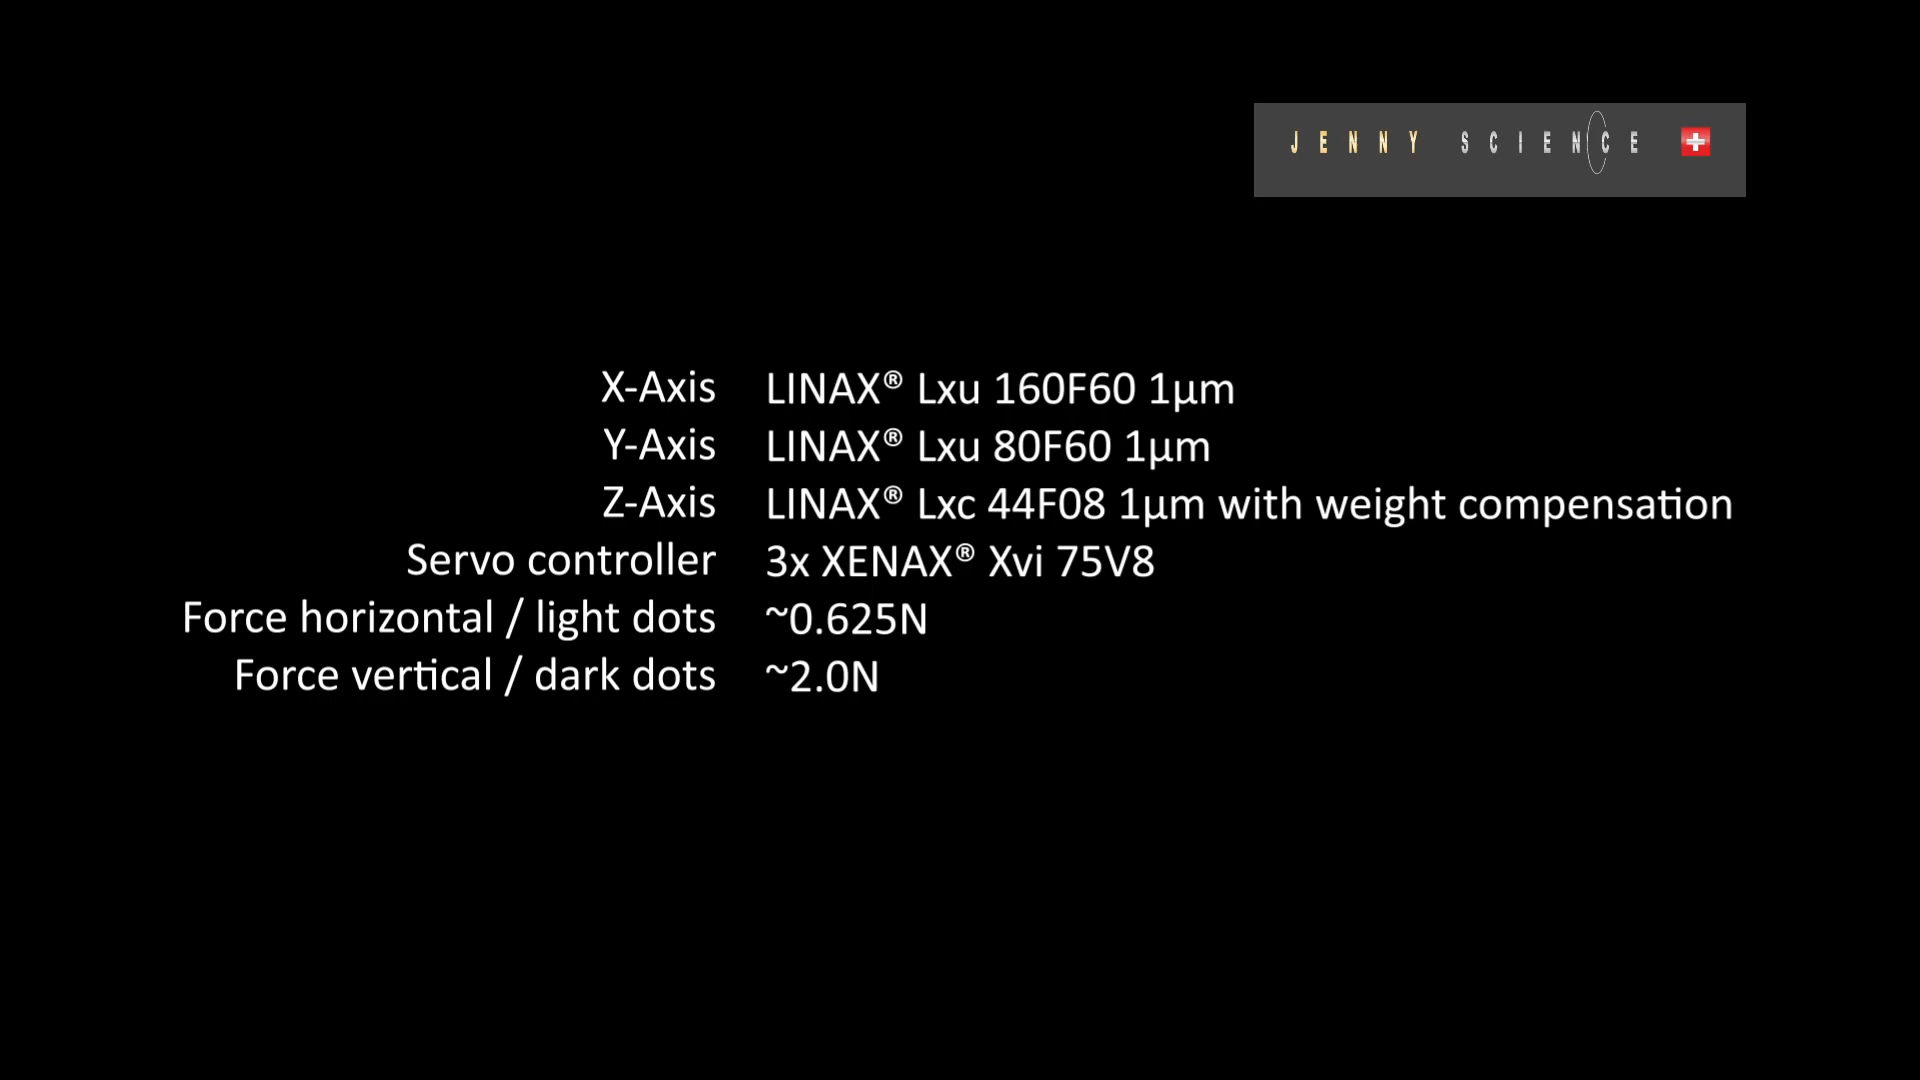 JENNY SCIENCE
X-Axis LINAX® Lxu 160F60 1µm
Y-Axis LINAX® Lxu 80F60 1µm
Z-Axis LINAX® Lxc 44F08 1µm with weight compensation
Servo controller 3x XENAX® Xvi 75V8
Force horizontal / light dots ~0.625N
Force vertical / dark dots ~2.0N